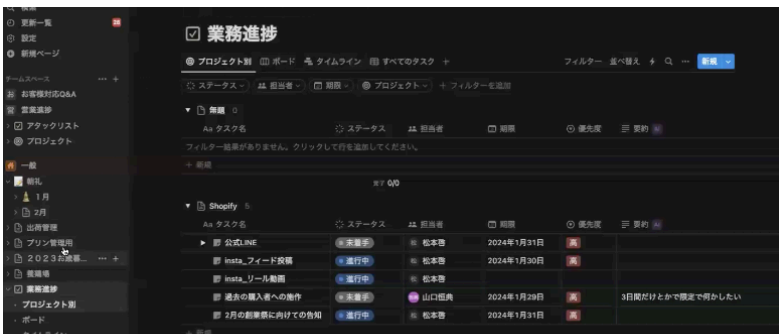 検索
更新一覧 28
設定
新規ページ
チームスペース
お客様対応Q&A
営業進捗
アタックリスト
プロジェクト
一般
朝礼
1月
2月
出荷管理
プリン管理用
2023お歳暮...
業務進捗
プロジェクト別
ボード
業務進捗
プロジェクト別 ボード タイムライン すべてのタスク +
フィルター 並べ替え 新規
ステータス 担当者 期限 プロジェクト + フィルターを追加
無題 0
Aa タスク名 ステータス 担当者 期限 優先度 要約
フィルター結果がありません。クリックして行を追加してください。
+ 新規
完了 0/0
Shopify 5
Aa タスク名 ステータス 担当者 期限 優先度 要約
公式LINE 未着手 松本啓 2024年1月31日 高
insta_フィード投稿 進行中 松本啓 2024年1月30日 高
insta_リール動画 進行中 松本啓
過去の購入者への施作 未着手 山口恒典 2024年1月29日 高 3日間だけとかで限定で何かしたい
2月の創業祭に向けての告知 進行中 松本啓 2024年1月31日 高